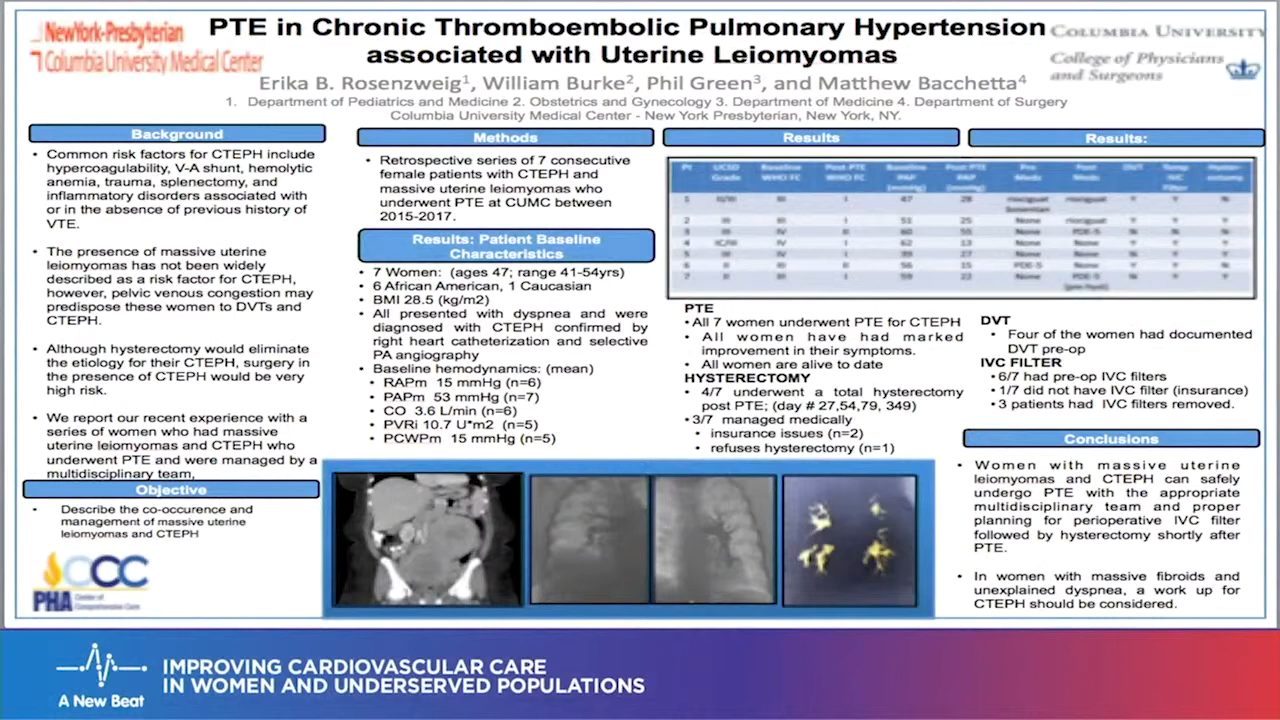 NewYork-Presbyterian
Columbia University Medical Center
PTE in Chronic Thromboembolic Pulmonary Hypertension
associated with Uterine Leiomyomas
Erika B. Rosenzweig1, William Burke2, Phil Green3, and Matthew Bacchetta4
1. Department of Pediatrics and Medicine 2. Obstetrics and Gynecology 3. Department of Medicine 4. Department of Surgery
Columbia University Medical Center - New York Presbyterian, New York, NY.
COLUMBIA UNIVERSITY
College of Physicians
and Surgeons
Background
• Common risk factors for CTEPH include
hypercoagulability, V-A shunt, hemolytic
anemia, trauma, splenectomy, and
inflammatory disorders associated with
or in the absence of previous history of
VTE.
• The presence of massive uterine
leiomyomas has not been widely
described as a risk factor for CTEPH,
however, pelvic venous congestion may
predispose these women to DVTs and
CTEPH.
• Although hysterectomy would eliminate
the etiology for their CTEPH, surgery in
the presence of CTEPH would be very
high risk.
• We report our recent experience with a
series of women who had massive
uterine leiomyomas and CTEPH who
underwent PTE and were managed by a
multidisciplinary team,
Objective
• Describe the co-occurence and
management of massive uterine
leiomyomas and CTEPH
CCC
PHA
Methods
• Retrospective series of 7 consecutive
female patients with CTEPH and
massive uterine leiomyomas who
underwent PTE at CUMC between
2015-2017.
Results: Patient Baseline
Characteristics
• 7 Women: (ages 47; range 41-54yrs)
• 6 African American, 1 Caucasian
• BMI 28.5 (kg/m2)
• All presented with dyspnea and were
diagnosed with CTEPH confirmed by
right heart catheterization and selective
PA angiography
• Baseline hemodynamics: (mean)
• RAPm 15 mmHg (n=6)
• PAPm 53 mmHg (n=7)
• CO 3.6 L/min (n=6)
• PVRi 10.7 U*m2 (n=5)
• PCWPm 15 mmHg (n=5)
Results
Results:
PTE
• All 7 women underwent PTE for CTEPH
• All women have had marked
improvement in their symptoms.
• All women are alive to date
HYSTERECTOMY
• 4/7 underwent a total hysterectomy
post PTE; (day # 27,54,79, 349)
• 3/7 managed medically
• insurance issues (n=2)
• refuses hysterectomy (n=1)
DVT
• Four of the women had documented
DVT pre-op
IVC FILTER
• 6/7 had pre-op IVC filters
• 1/7 did not have IVC filter (insurance)
• 3 patients had IVC filters removed.
Conclusions
• Women with massive uterine
leiomyomas and CTEPH can safely
undergo PTE with the appropriate
multidisciplinary team and proper
planning for perioperative IVC filter
followed by hysterectomy shortly after
PTE.
• In women with massive fibroids and
unexplained dyspnea, a work up for
CTEPH should be considered.
A New Beat
IMPROVING CARDIOVASCULAR CARE
IN WOMEN AND UNDERSERVED POPULATIONS